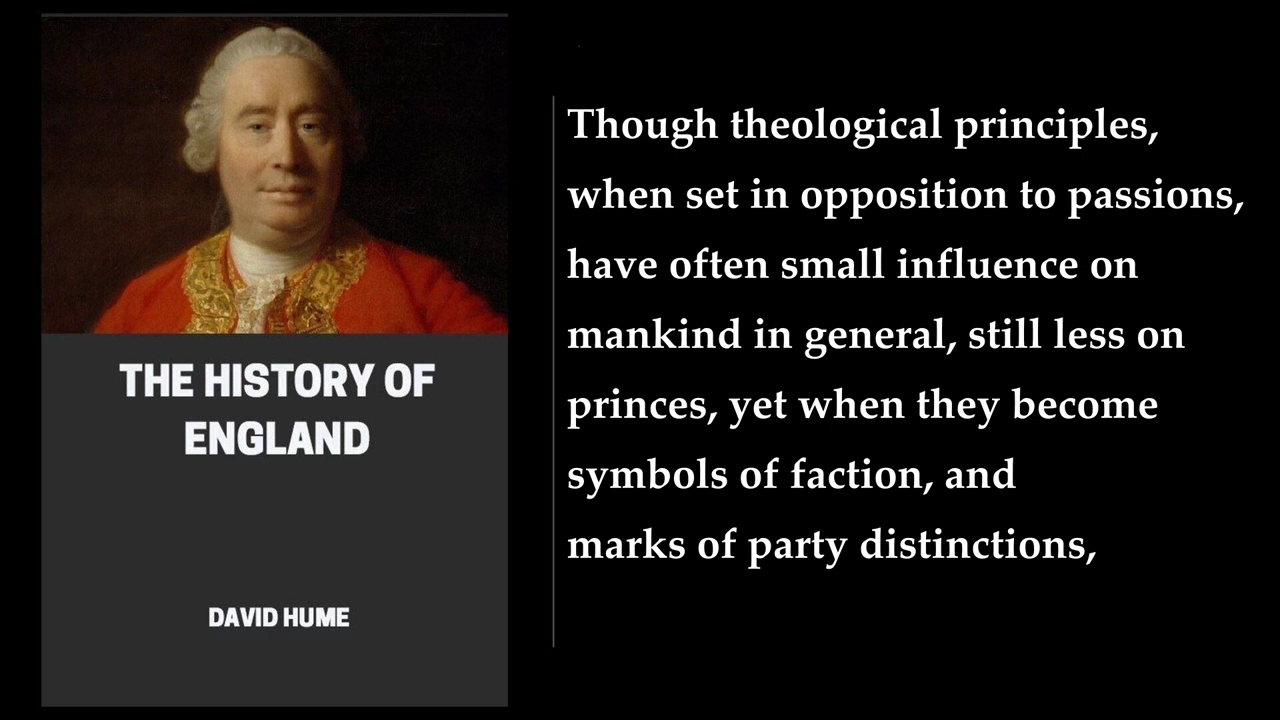 THE HISTORY OF
ENGLAND
DAVID HUME
Though theological principles,
when set in opposition to passions,
have often small influence on
mankind in general, still less on
princes, yet when they become
symbols of faction, and
marks of party distinctions,